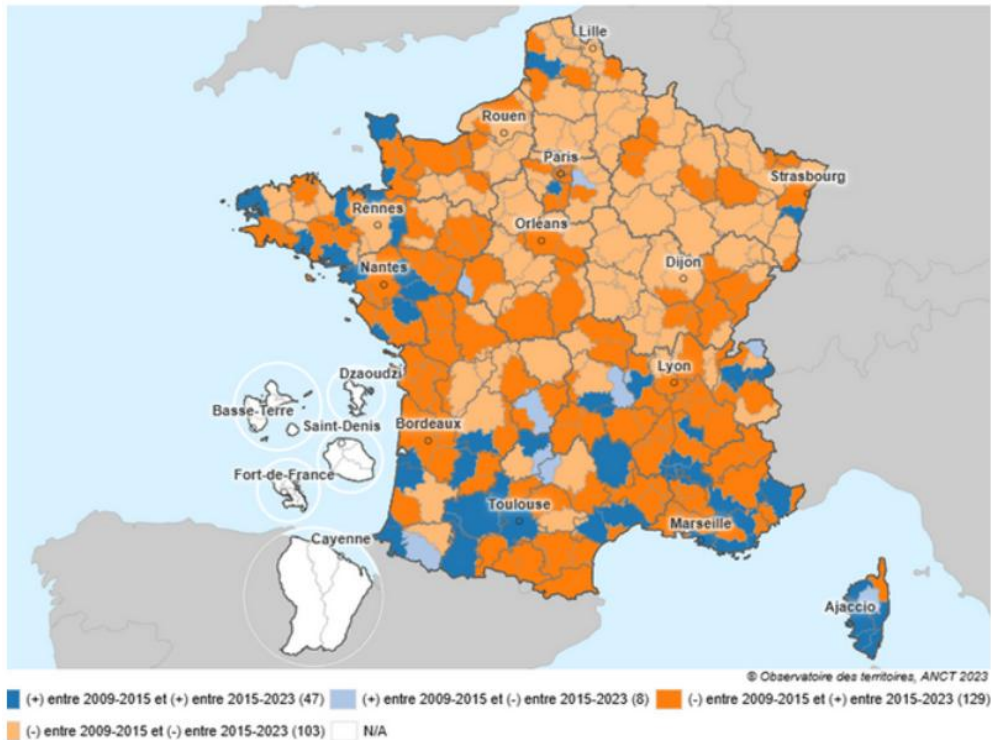 Lille
Rouen
Paris
Strasbourg
Rennes
Orléans
Nantes
Dijon
Lyon
Dzaoudzi
Basse-Terre
Saint-Denis
Bordeaux
Fort-de-France
Toulouse
Marseille
Cayenne
Ajaccio
© Observatoire des territoires, ANCT 2023
(+) entre 2009-2015 et (+) entre 2015-2023 (47) (+) entre 2009-2015 et (-) entre 2015-2023 (8) (-) entre 2009-2015 et (+) entre 2015-2023 (129)
(-) entre 2009-2015 et (-) entre 2015-2023 (103) N/A